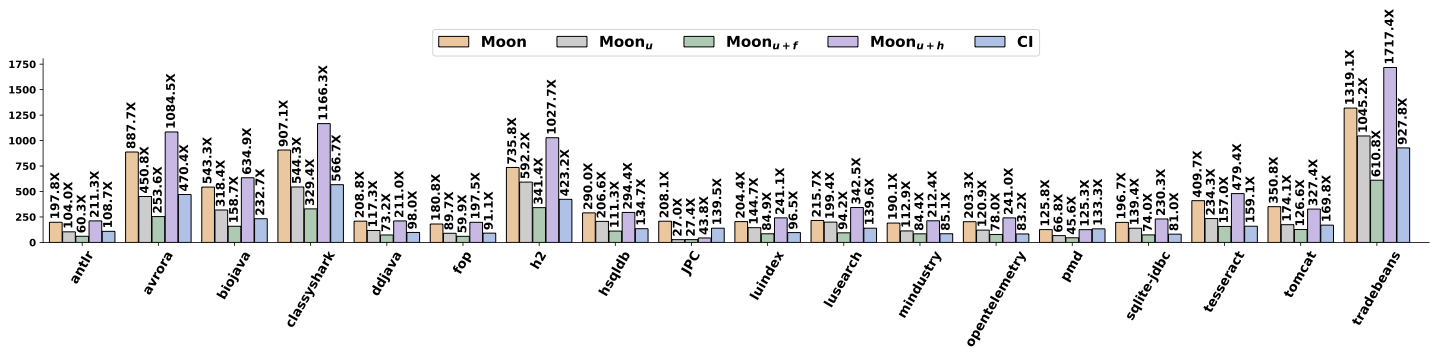 Moon Moon_u Moon_{u+f} Moon_{u+h} CI
1750
1500
1250
1000
750
500
250
0
197.8X 104.0X 60.3X 211.3X 108.7X
887.7X 450.8X 253.6X 1084.5X 470.4X
543.3X 318.4X 158.7X 634.9X 232.7X
907.1X 544.3X 329.4X 1166.3X 566.7X
208.8X 117.3X 73.2X 211.0X 98.0X
180.8X 89.7X 59.9X 197.5X 91.1X
735.8X 592.2X 341.4X 1027.7X 423.2X
290.0X 206.6X 111.3X 294.4X 134.7X
208.1X 27.0X 27.4X 43.8X 139.5X
204.4X 144.7X 84.9X 241.1X 96.5X
215.7X 199.4X 94.2X 342.5X 139.6X
190.1X 112.9X 84.4X 212.4X 85.1X
203.3X 120.9X 78.0X 241.0X 83.2X
125.8X 66.8X 45.6X 125.3X 133.3X
196.7X 139.4X 74.0X 230.3X 81.0X
409.7X 234.3X 157.0X 479.4X 159.1X
350.8X 174.1X 126.6X 327.4X 169.8X
1319.1X 1045.2X 610.8X 1717.4X 927.8X
antlr
avrora
biojava
classyshark
ddjava
fop
h2
hsqldb
JPC
luindex
lusearch
mindustry
opentelemetry
pmd
sqlite-jdbc
tesseract
tomcat
tradebeans